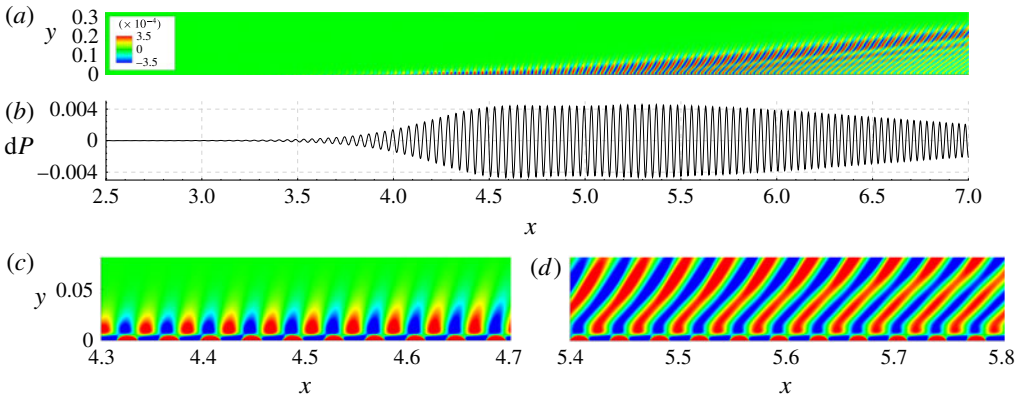 (a)
y
0.3
0.2
0.1
0
(× 10⁻⁴)
3.5
0
−3.5
(b)
dP
0.004
0
−0.004
2.5 3.0 3.5 4.0 4.5 5.0 5.5 6.0 6.5 7.0
x
(c)
y
0.05
0
4.3 4.4 4.5 4.6 4.7
x
(d)
5.4 5.5 5.6 5.7 5.8
x